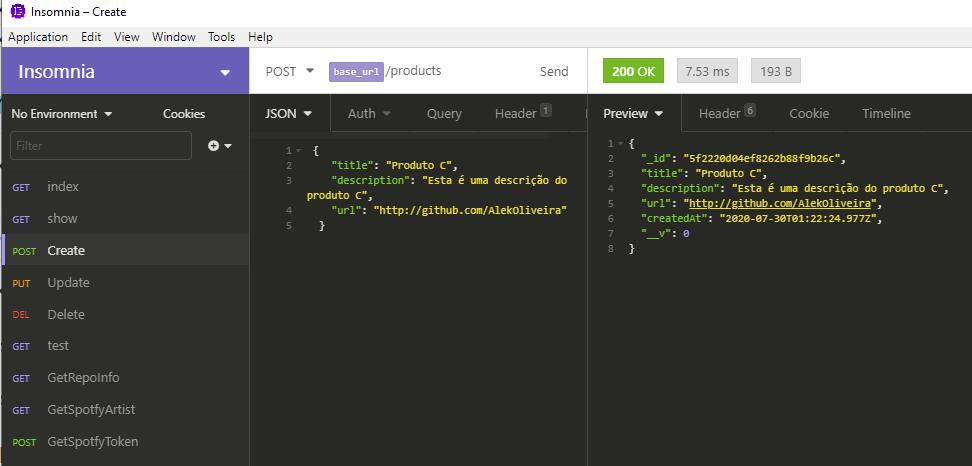 Insomnia – Create
Application Edit View Window Tools Help
Insomnia
No Environment Cookies
Filter
GET index
GET show
POST Create
PUT Update
DEL Delete
GET test
GET GetRepoInfo
GET GetSpotfyArtist
POST GetSpotfyToken
POST base_url/products Send
JSON Auth Query Header 1
1 {
2 "title": "Produto C",
3 "description": "Esta é uma descrição do
produto C",
4 "url": "http://github.com/AlekOliveira"
5 }
200 OK 7.53 ms 193 B
Preview Header 6 Cookie Timeline
1 {
2 "_id": "5f2220d04ef8262b88f9b26c",
3 "title": "Produto C",
4 "description": "Esta é uma descrição do produto C",
5 "url": "http://github.com/AlekOliveira",
6 "createdAt": "2020-07-30T01:22:24.977Z",
7 "__v": 0
8 }